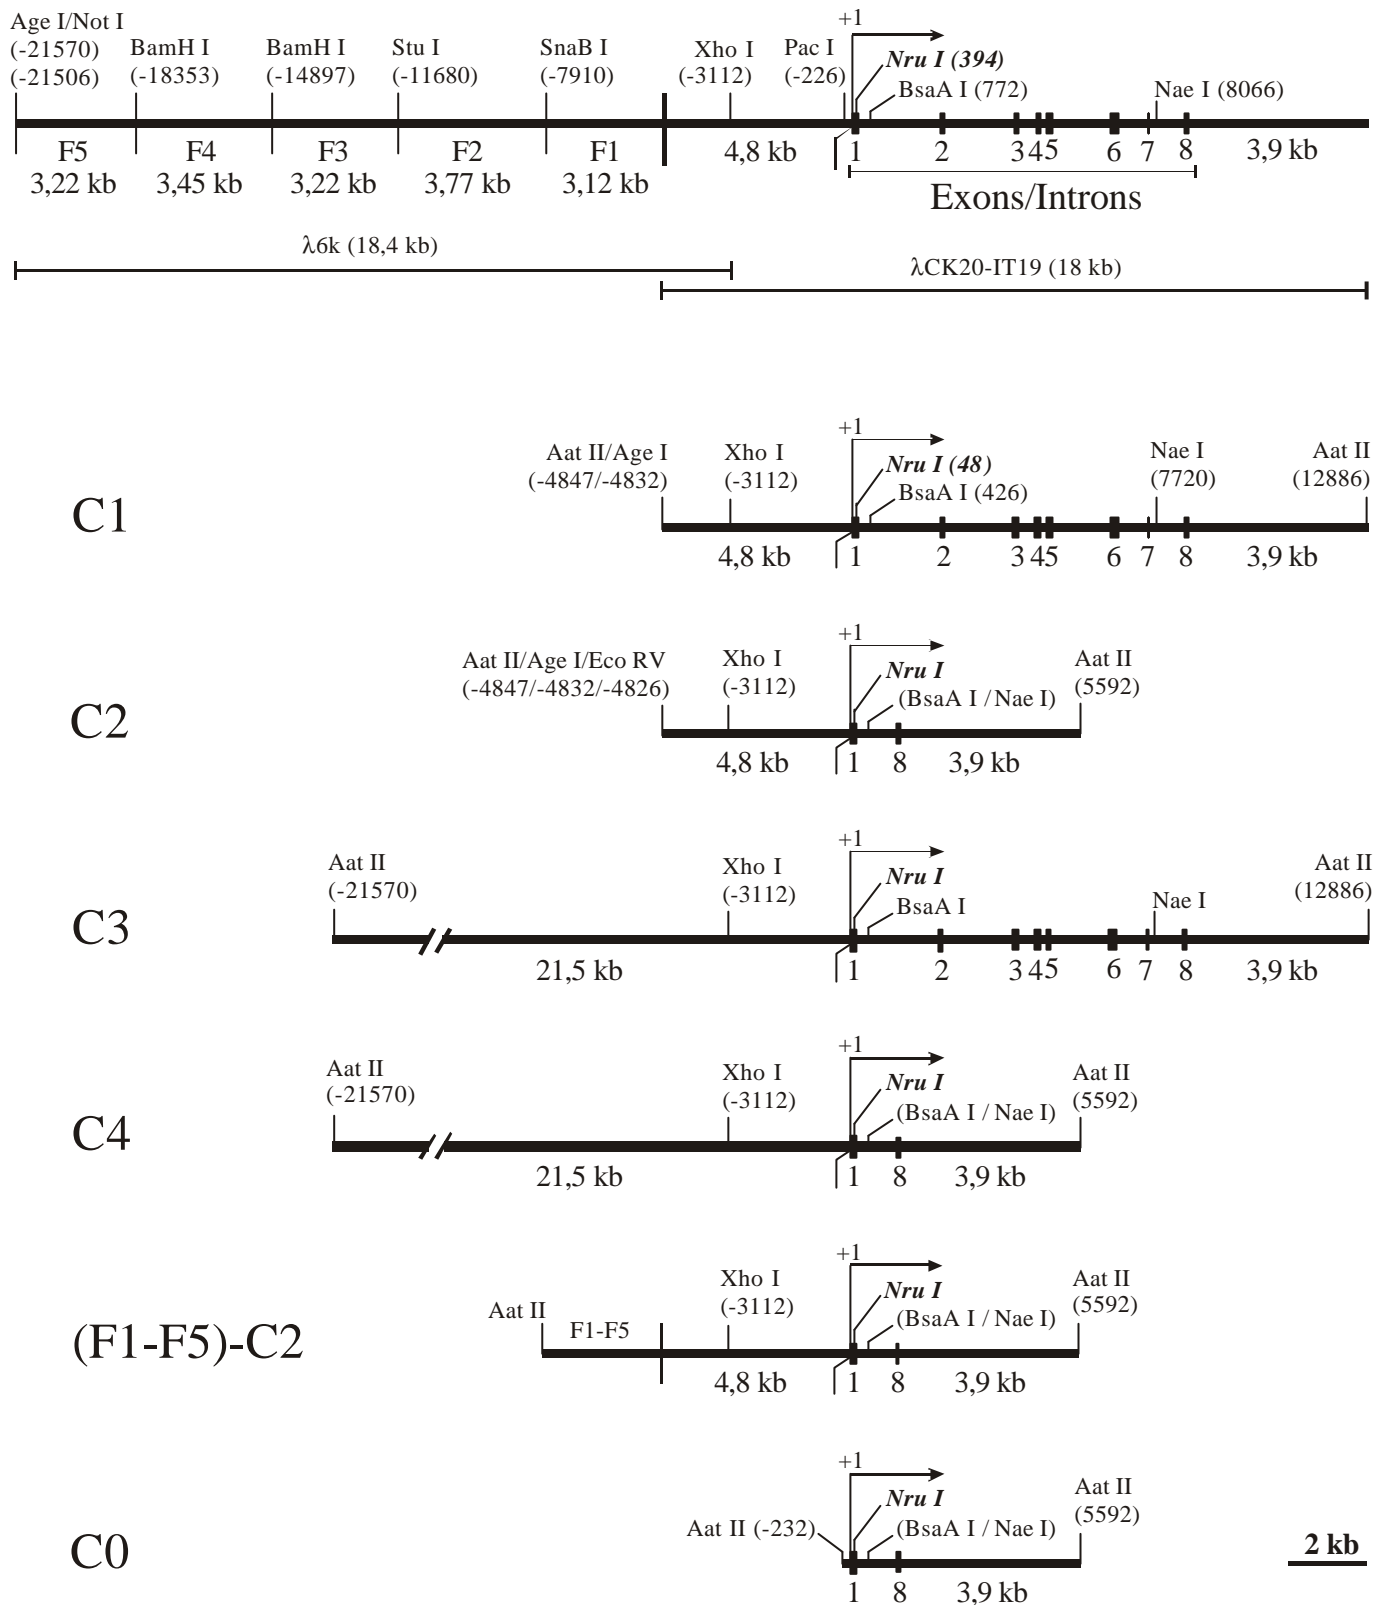 Age I/Not I
(-21570)
(-21506)
BamH I
(-18353)
BamH I
(-14897)
Stu I
(-11680)
SnaB I
(-7910)
Xho I
(-3112)
Pac I
(-226)
+1
Nru I (394)
BsaA I (772)
Nae I (8066)
F5
F4
F3
F2
F1
4,8 kb
1
2
3
4
5
6
7
8
3,9 kb
3,22 kb
3,45 kb
3,22 kb
3,77 kb
3,12 kb
Exons/Introns
λ6k (18,4 kb)
λCK20-IT19 (18 kb)
C1
Aat II/Age I
(-4847/-4832)
Xho I
(-3112)
+1
Nru I (48)
BsaA I (426)
Nae I
(7720)
Aat II
(12886)
4,8 kb
1
2
3
4
5
6
7
8
3,9 kb
C2
Aat II/Age I/Eco RV
(-4847/-4832/-4826)
Xho I
(-3112)
+1
Nru I
(BsaA I / Nae I)
Aat II
(5592)
4,8 kb
1
8
3,9 kb
C3
Aat II
(-21570)
Xho I
(-3112)
+1
Nru I
BsaA I
Nae I
Aat II
(12886)
21,5 kb
1
2
3
4
5
6
7
8
3,9 kb
C4
Aat II
(-21570)
Xho I
(-3112)
+1
Nru I
(BsaA I / Nae I)
Aat II
(5592)
21,5 kb
1
8
3,9 kb
(F1-F5)-C2
Aat II
F1-F5
Xho I
(-3112)
+1
Nru I
(BsaA I / Nae I)
Aat II
(5592)
4,8 kb
1
8
3,9 kb
C0
Aat II (-232)
+1
Nru I
(BsaA I / Nae I)
Aat II
(5592)
1
8
3,9 kb
2 kb